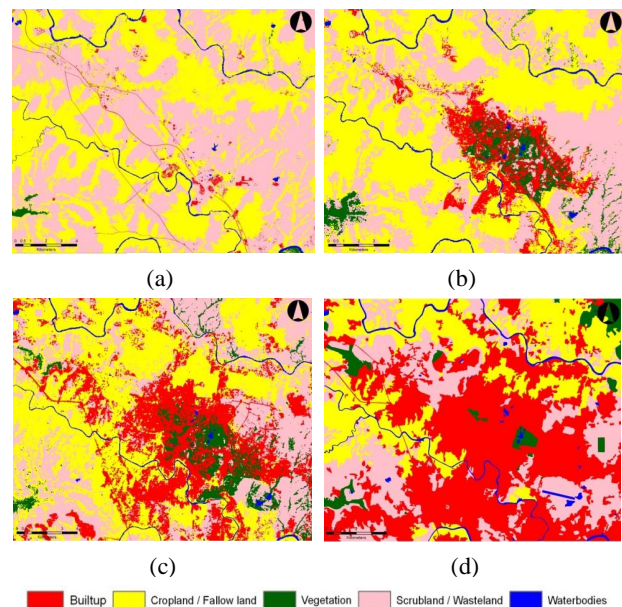 (a)
(b)
(c)
(d)
Builtup
Cropland / Fallow land
Vegetation
Scrubland / Wasteland
Waterbodies